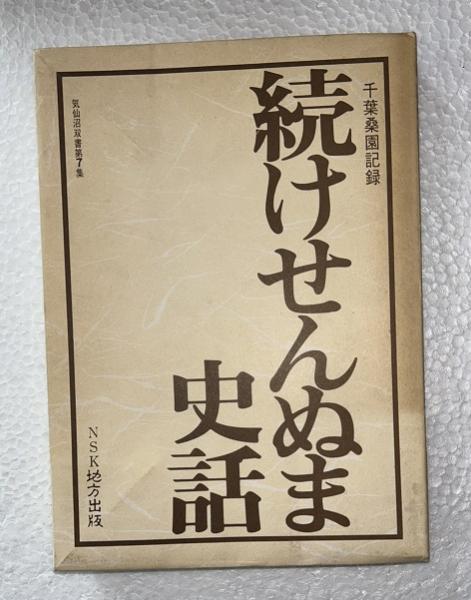 千葉桑園記録
続けせんぬま
史話
気仙沼双書第7集
NSK地方出版